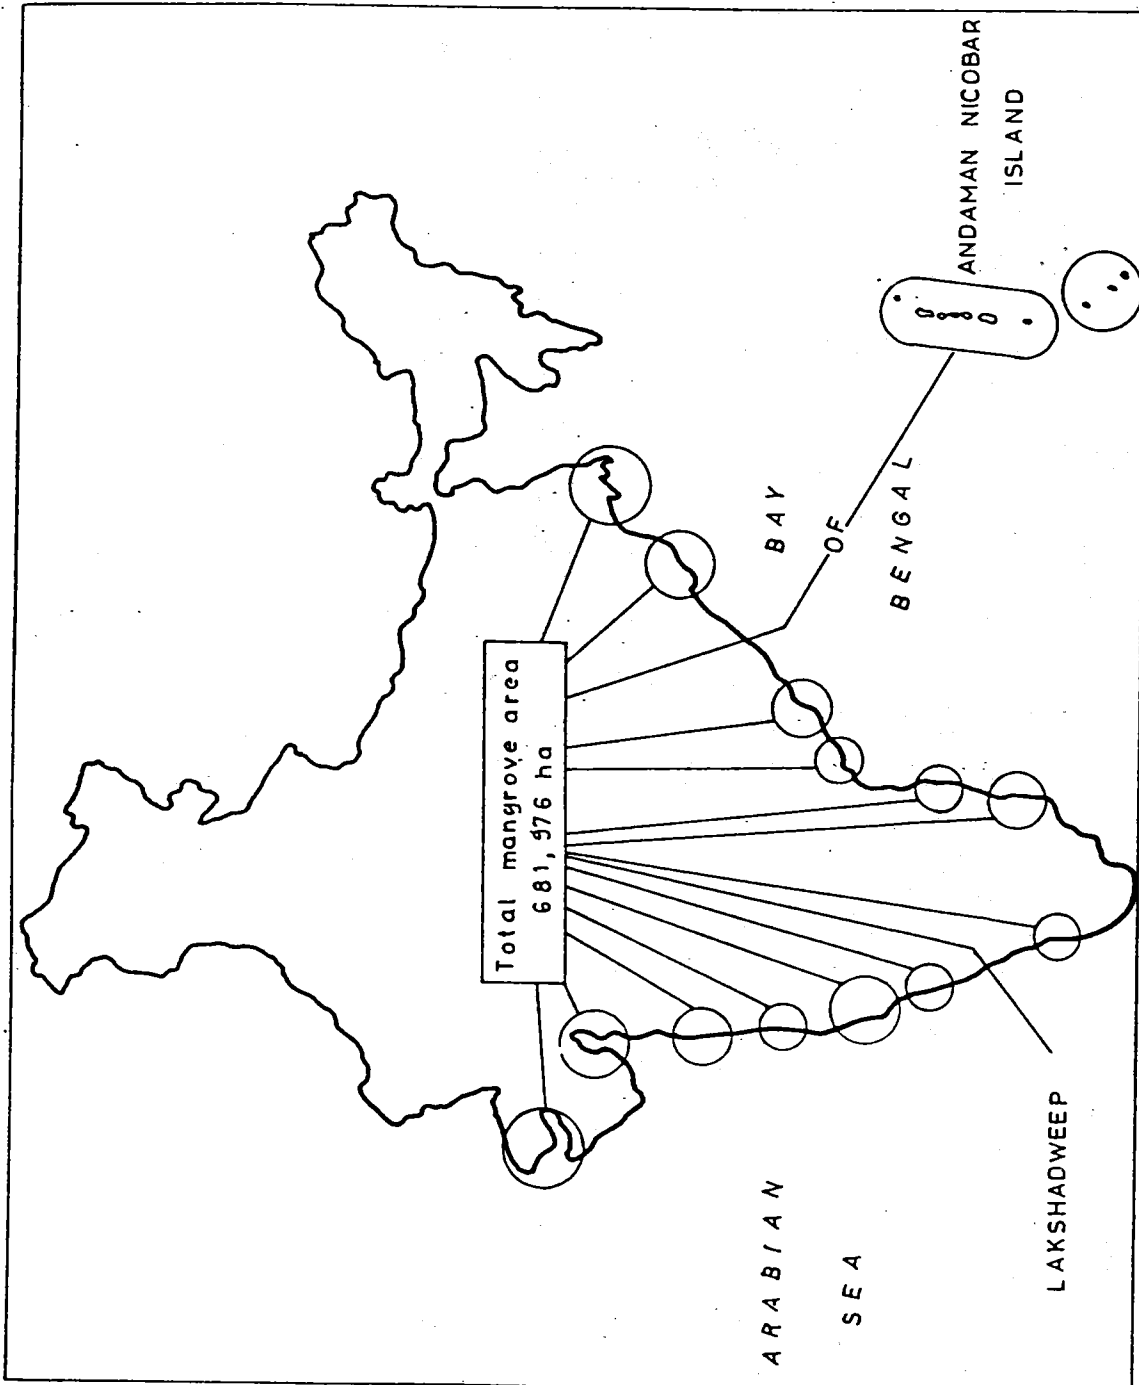 Total mangrove area
681,976 ha
ARABIAN
SEA
LAKSHADWEEP
BAY
OF
BENGAL
ANDAMAN NICOBAR
ISLAND